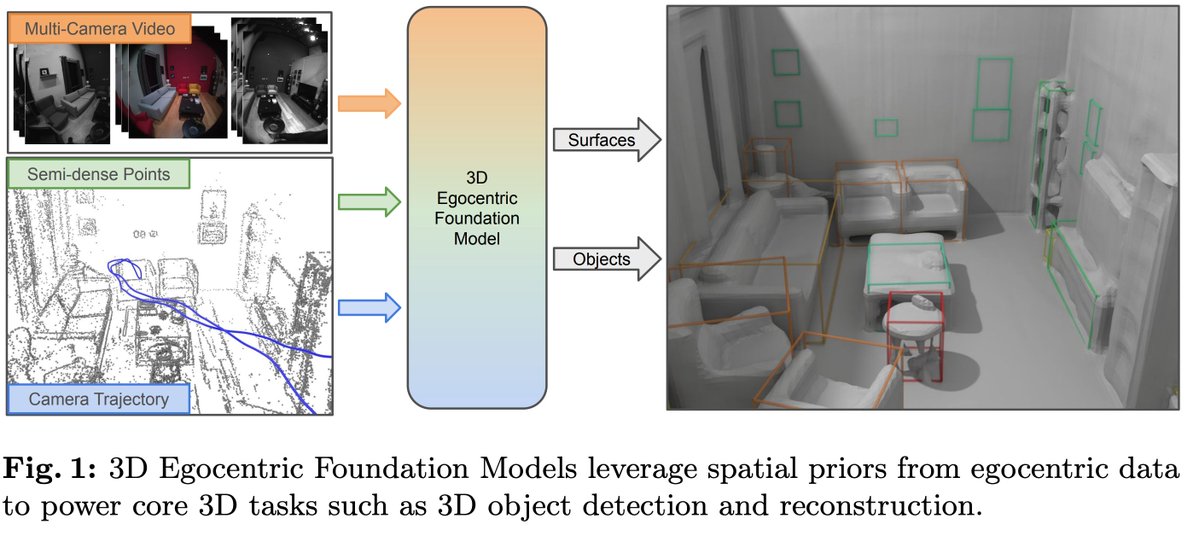 Multi-Camera Video
Semi-dense Points
Camera Trajectory
3D
Egocentric
Foundation
Model
Surfaces
Objects
Fig. 1: 3D Egocentric Foundation Models leverage spatial priors from egocentric data
to power core 3D tasks such as 3D object detection and reconstruction.